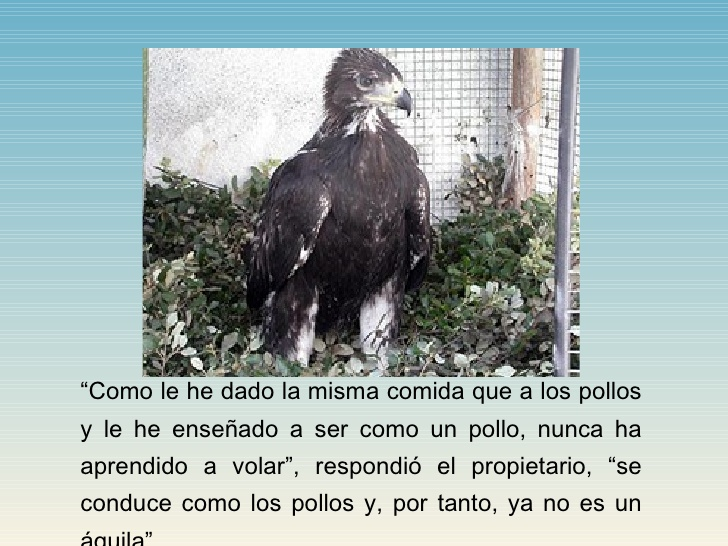 “Como le he dado la misma comida que a los pollos
y le he enseñado a ser como un pollo, nunca ha
aprendido a volar”, respondió el propietario, “se
conduce como los pollos y, por tanto, ya no es un
águila”